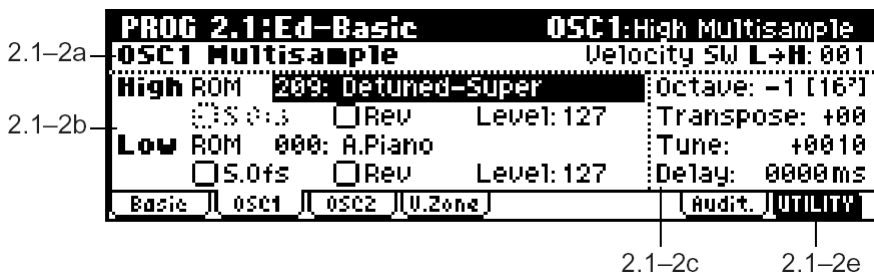 PROG 2.1:Ed-Basic OSC1:High Multisample
2.1–2a OSC1 Multisample Velocity SW L→H: 001
High ROM 209: Detuned-Super Octave: -1 [16']
S.Ofs Rev Level: 127 Transpose: +00
2.1–2b
Low ROM 000: A.Piano Tune: +0010
S.Ofs Rev Level: 127 Delay: 0000ms
Basic OSC1 OSC2 V.Zone Audit. UTILITY
2.1–2c 2.1–2e